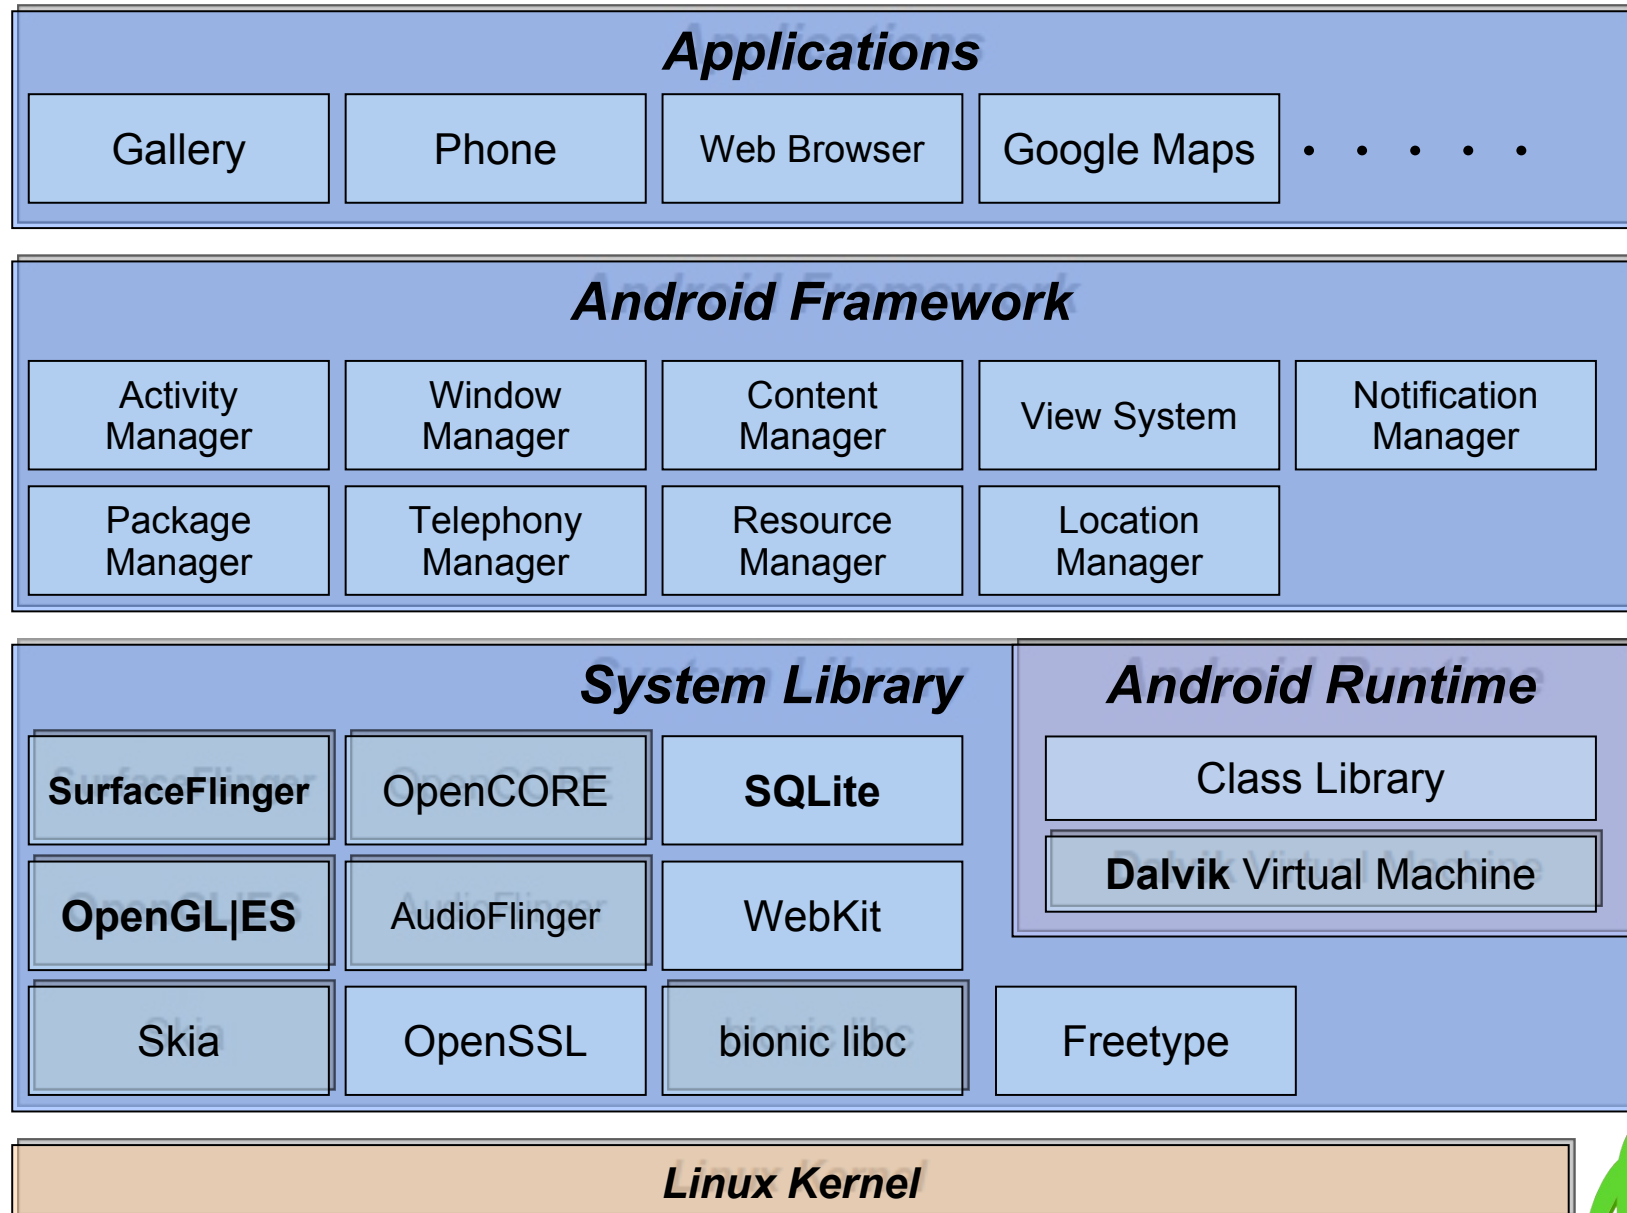 Applications
Gallery
Phone
Web Browser
Google Maps
• • • • •
Android Framework
Activity
Manager
Window
Manager
Content
Manager
View System
Notification
Manager
Package
Manager
Telephony
Manager
Resource
Manager
Location
Manager
System Library
Android Runtime
SurfaceFlinger
OpenCORE
SQLite
Class Library
Dalvik Virtual Machine
OpenGL|ES
AudioFlinger
WebKit
Skia
OpenSSL
bionic libc
Freetype
Linux Kernel